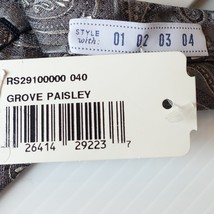 STYLE
with: 01 02 03 04
RS29100000 040
GROVE PAISLEY
26414 29223 7